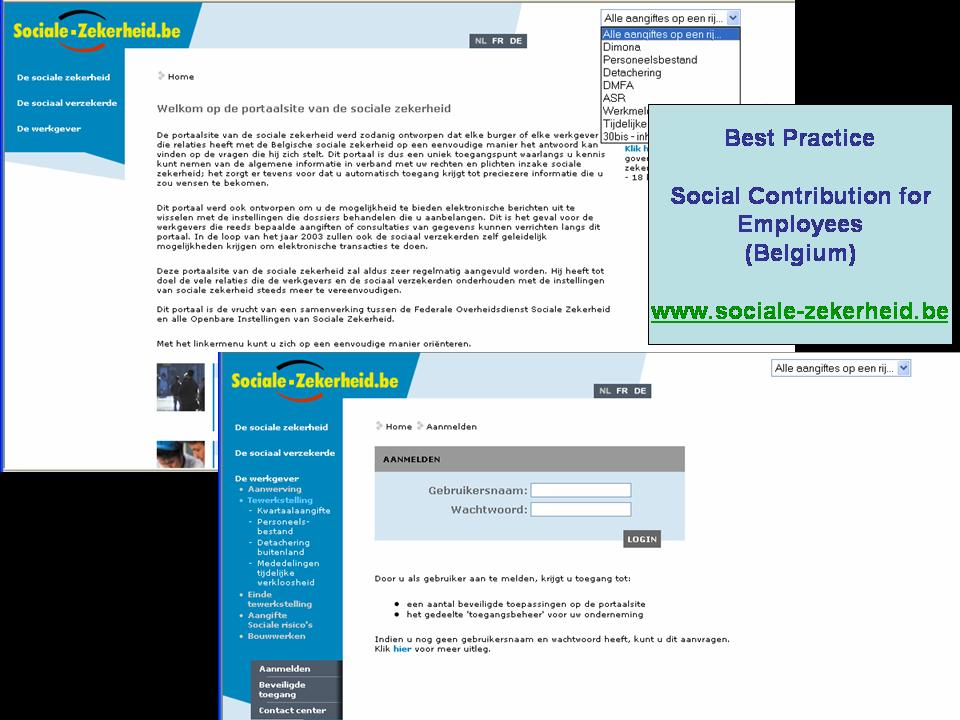 Sociale-Zekerheid.be
NL FR DE
Alle aangiftes op een rij...
Alle aangiftes op een rij...
Dimona
Personeelsbestand
Detachering
DMFA
ASR
Werkmel
Tijdelijke
30bis - inh
De sociale zekerheid
De sociaal verzekerde
De werkgever
Home
Welkom op de portaalsite van de sociale zekerheid
De portaalsite van de sociale zekerheid werd zodanig ontworpen dat elke burger of elke werkgever
die relaties heeft met de Belgische sociale zekerheid op een eenvoudige manier het antwoord kan
vinden op de vragen die hij zich stelt. Dit portaal is dus een uniek toegangspunt waarlangs u kennis
kunt nemen van de algemene informatie in verband met uw rechten en plichten inzake sociale
zekerheid; het zorgt er tevens voor dat u automatisch toegang krijgt tot preciezere informatie die u
zou wensen te bekomen.
Dit portaal werd ook ontworpen om u de mogelijkheid te bieden elektronische berichten uit te
wisselen met de instellingen die dossiers behandelen die u aanbelangen. Dit is het geval voor de
werkgevers die reeds bepaalde aangiften of consultaties van gegevens kunnen verrichten langs dit
portaal. In de loop van het jaar 2003 zullen ook de sociaal verzekerden zelf geleidelijk
mogelijkheden krijgen om elektronische transacties te doen.
Deze portaalsite van de sociale zekerheid zal aldus zeer regelmatig aangevuld worden. Hij heeft tot
doel de vele relaties die de werkgevers en de sociaal verzekerden onderhouden met de instellingen
van sociale zekerheid steeds meer te vereenvoudigen.
Dit portaal is de vrucht van een samenwerking tussen de Federale Overheidsdienst Sociale Zekerheid
en alle Openbare Instellingen van Sociale Zekerheid.
Met het linkermenu kunt u zich op een eenvoudige manier oriënteren.
Klik h
gover
zeker
- 18
Best Practice
Social Contribution for
Employees
(Belgium)
www.sociale-zekerheid.be
Sociale-Zekerheid.be
NL FR DE
Alle aangiftes op een rij...
De sociale zekerheid
De sociaal verzekerde
De werkgever
Aanwerving
Tewerkstelling
- Kwartaalaangifte
- Personeels-
bestand
- Detachering
buitenland
- Mededelingen
tijdelijke
verkloosheid
Einde
tewerkstelling
Aangifte
Sociale risico's
Bouwwerken
Aanmelden
Beveiligde
toegang
Contact center
Home Aanmelden
AANMELDEN
Gebruikersnaam:
Wachtwoord:
LOGIN
Door u als gebruiker aan te melden, krijgt u toegang tot:
• een aantal beveiligde toepassingen op de portaalsite
• het gedeelte 'toegangsbeheer' voor uw onderneming
Indien u nog geen gebruikersnaam en wachtwoord heeft, kunt u dit aanvragen.
Klik hier voor meer uitleg.